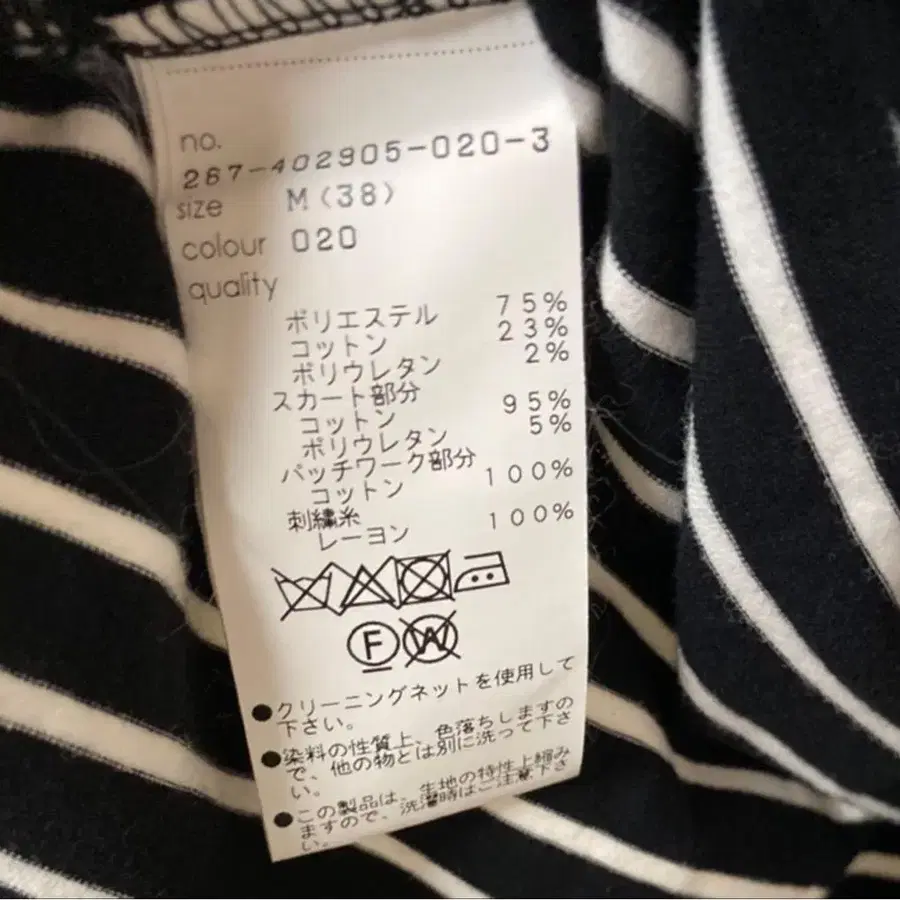 no.
267-402905-020-3
size M(38)
colour 020
quality
ポリエステル 75%
コットン 23%
ポリウレタン 2%
スカート部分
コットン 95%
ポリウレタン 5%
パッチワーク部分
コットン 100%
刺繍糸
レーヨン 100%
F W
●クリーニングネットを使用して
下さい。
●染料の性質上、色落ちしますの
で、他の物とは別に洗って下さ
い。
●この製品は、生地の特性上縮み
ますので、洗濯時はご注意下さ
い。